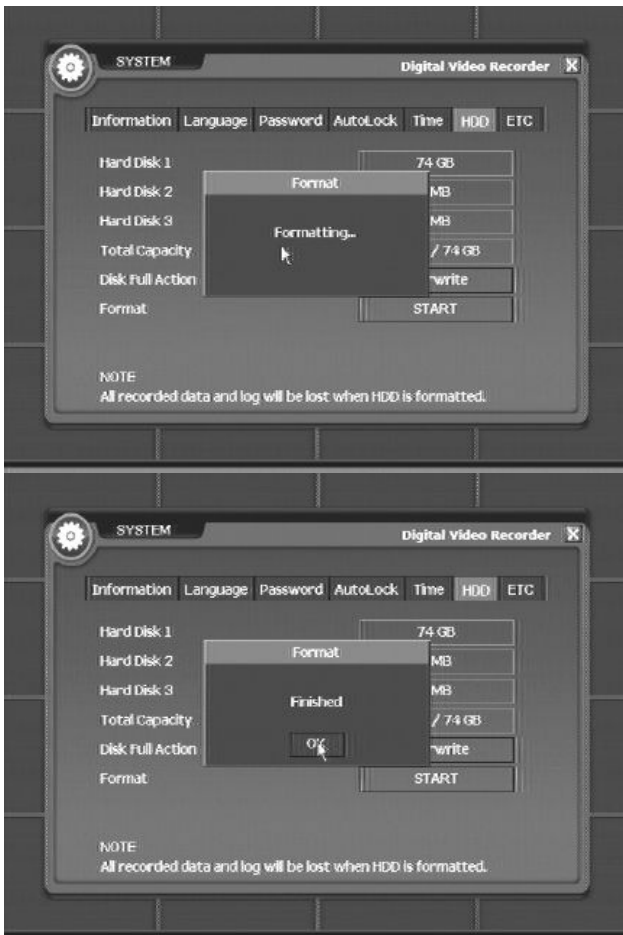 SYSTEM
Digital Video Recorder X
Information Language Password AutoLock Time HDD ETC
Hard Disk 1 74 GB
Format
Hard Disk 2 MB
Hard Disk 3 MB
Formatting...
Total Capacity / 74 GB
Disk Full Action write
Format START
NOTE
All recorded data and log will be lost when HDD is formatted.
SYSTEM
Digital Video Recorder X
Information Language Password AutoLock Time HDD ETC
Hard Disk 1 74 GB
Format
Hard Disk 2 MB
Hard Disk 3 MB
Finished
Total Capacity / 74 GB
OK
Disk Full Action write
Format START
NOTE
All recorded data and log will be lost when HDD is formatted.